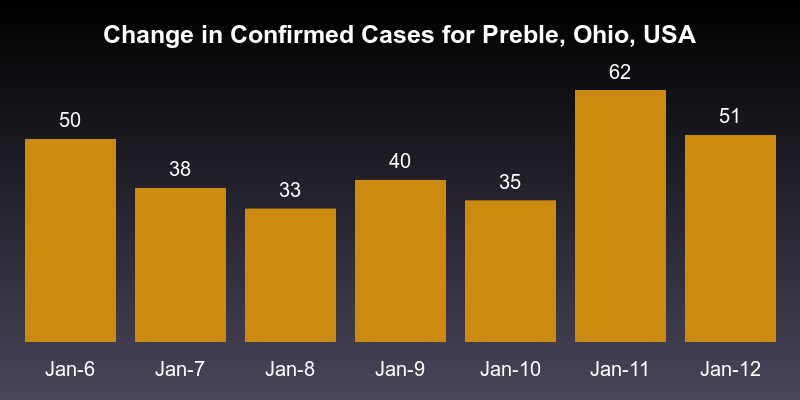 Change in Confirmed Cases for Preble, Ohio, USA
50 38 33 40 35 62 51
Jan-6 Jan-7 Jan-8 Jan-9 Jan-10 Jan-11 Jan-12